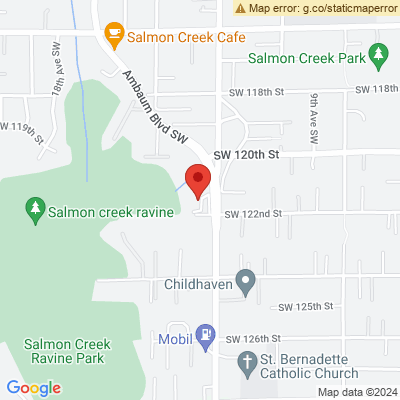 Map error: g.co/staticmaperror
Salmon Creek Cafe
Salmon Creek Park
18th Ave SW
Ambaum Blvd SW
SW 118th St
SW 118th
9th Ave SW
SW 119th St
SW 120th St
Salmon creek ravine
SW 122nd St
Childhaven
SW 125th St
Salmon Creek
Ravine Park
Mobil
SW 126th St
St. Bernadette
Catholic Church
Google
Map data ©2024